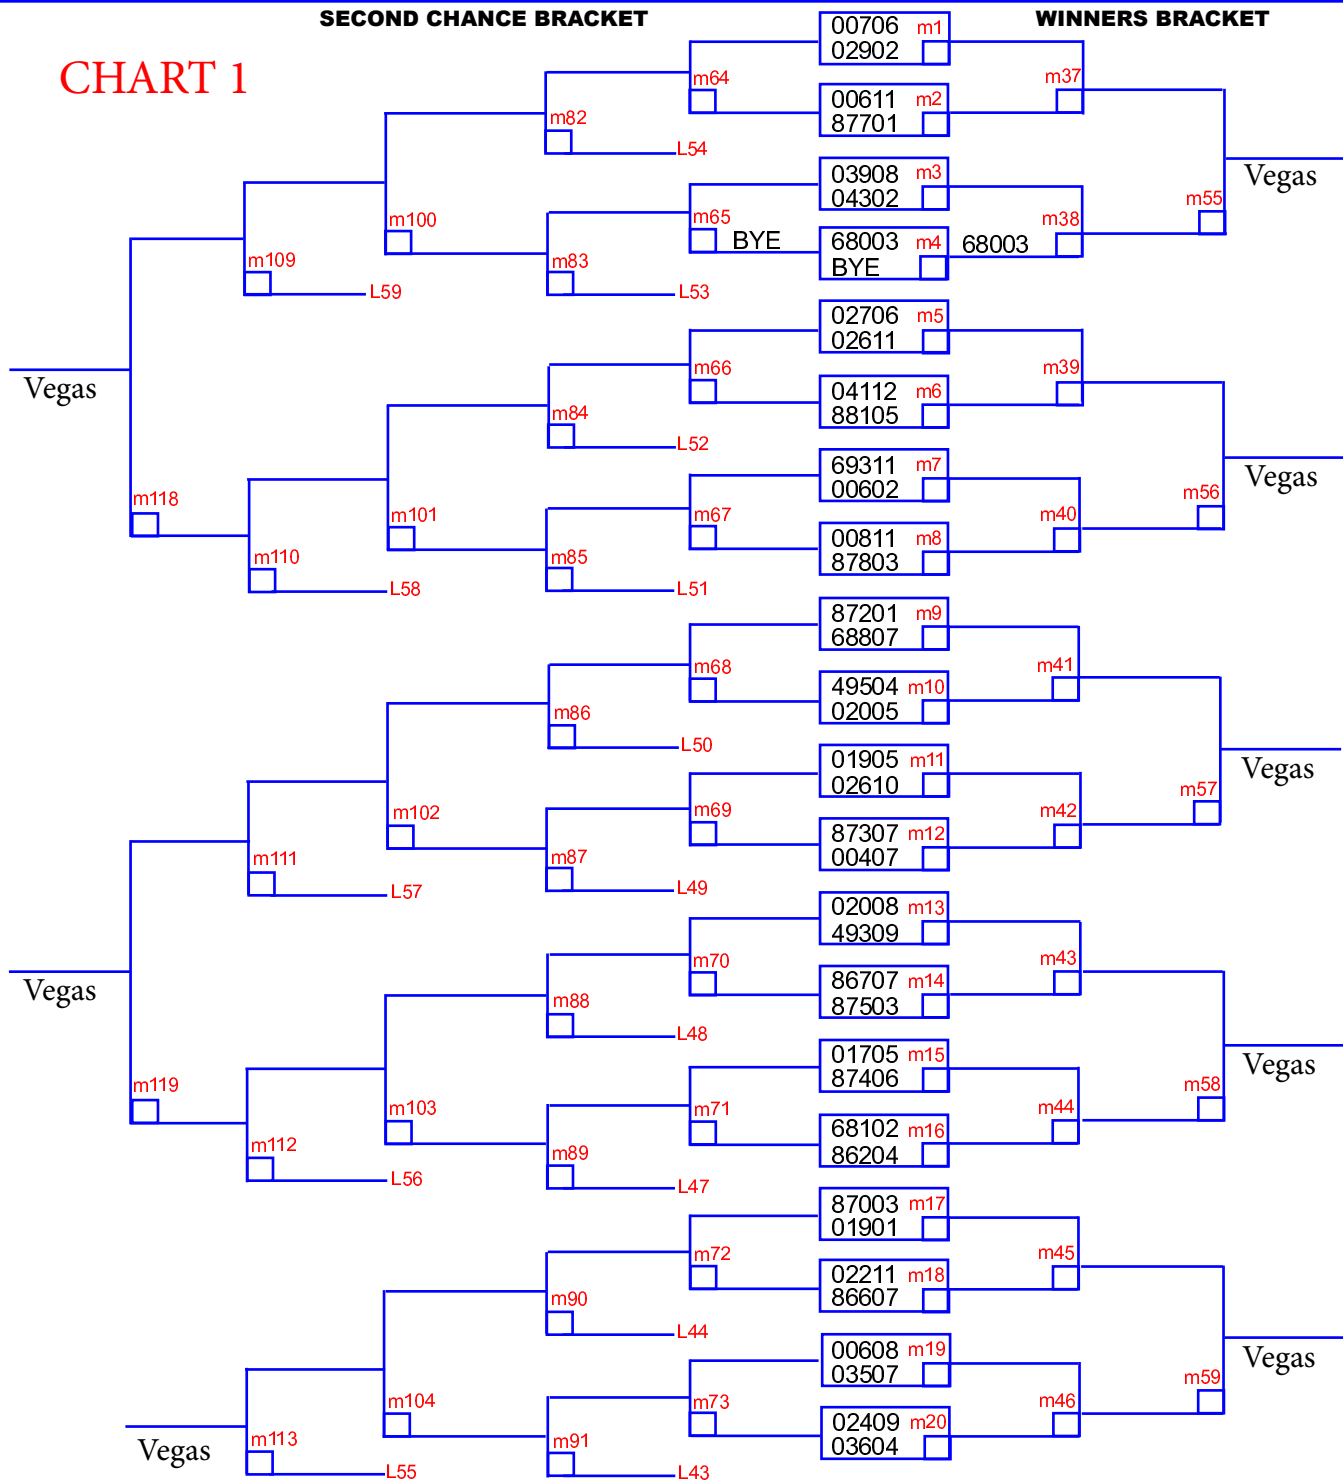 SECOND CHANCE BRACKET
WINNERS BRACKET
CHART 1
00706 m1
02902
m64
m37
00611 m2
87701
m82
L54
03908 m3
04302
Vegas
m55
m100
m65
m38
BYE
68003 m4
BYE
68003
m109
m83
L59
L53
02706 m5
02611
m66
m39
Vegas
04112 m6
88105
m84
L52
69311 m7
00602
Vegas
m118
m56
m101
m67
m40
00811 m8
87803
m110
m85
L58
L51
87201 m9
68807
m68
m41
49504 m10
02005
m86
L50
01905 m11
02610
Vegas
m57
m102
m69
m42
87307 m12
00407
m111
m87
L57
L49
02008 m13
49309
m70
m43
Vegas
86707 m14
87503
m88
L48
01705 m15
87406
Vegas
m119
m58
m103
m71
m44
68102 m16
86204
m112
m89
L56
L47
87003 m17
01901
m72
m45
02211 m18
86607
m90
L44
00608 m19
03507
Vegas
m59
m104
m73
m46
02409 m20
03604
Vegas
m113
m91
L55
L43